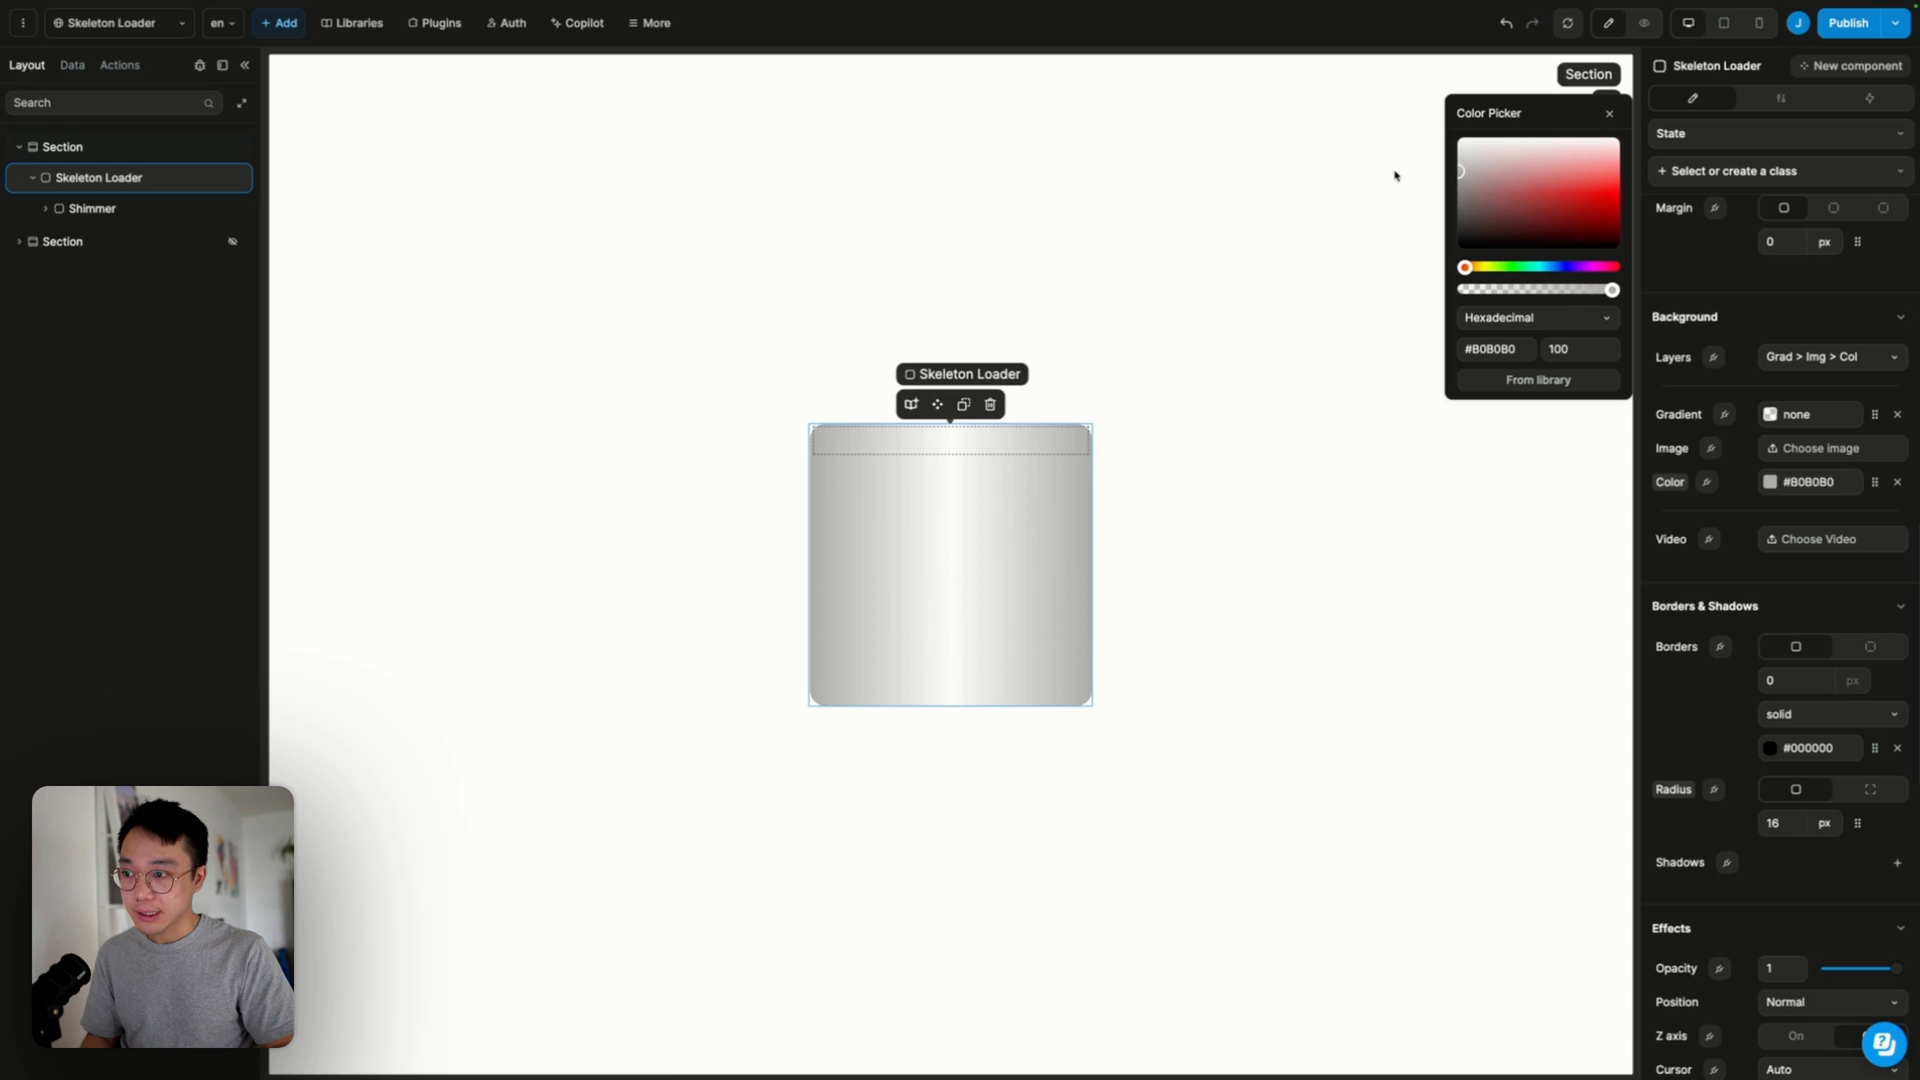 Skeleton Loader
en
+ Add
Libraries
Plugins
Auth
Copilot
More
J
Publish
Layout
Data
Actions
Search
Section
Skeleton Loader
Shimmer
Section
Section
Color Picker
Hexadecimal
#B0B0B0
100
From library
Skeleton Loader
Skeleton Loader
New component
State
+ Select or create a class
Margin
0
px
Background
Layers
Grad > Img > Col
Gradient
none
Image
Choose image
Color
#B0B0B0
Video
Choose Video
Borders & Shadows
Borders
0
px
solid
#000000
Radius
16
px
Shadows
Effects
Opacity
1
Position
Normal
Z axis
On
Cursor
Auto